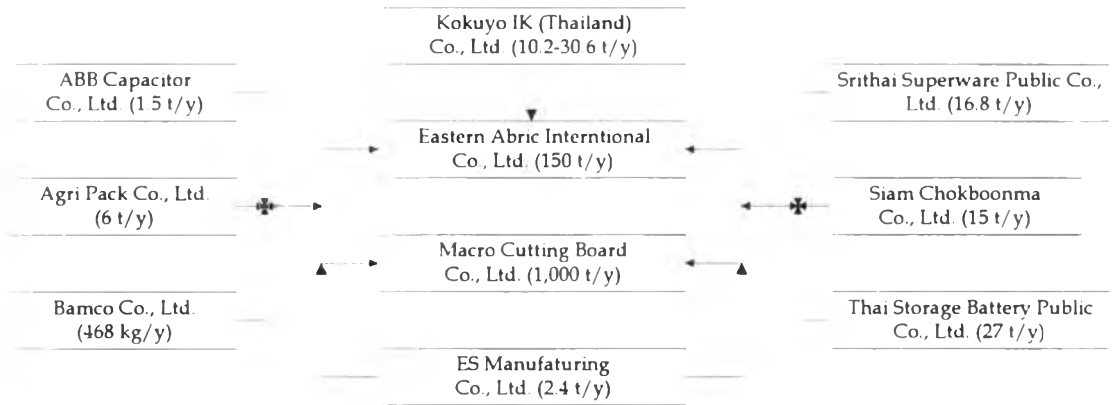 Kokuyo IK (Thailand)
Co., Ltd. (10.2-30 6 t/y)
ABB Capacitor
Co., Ltd. (1 5 t/y)
Srithai Superware Public Co.,
Ltd. (16.8 t/y)
Eastern Abric Interntional
Co., Ltd. (150 t/y)
Agri Pack Co., Ltd.
(6 t/y)
Siam Chokboonma
Co., Ltd. (15 t/y)
Macro Cutting Board
Co., Ltd. (1,000 t/y)
Bamco Co., Ltd.
(468 kg/y)
Thai Storage Battery Public
Co., Ltd. (27 t/y)
ES Manufaturing
Co., Ltd. (2.4 t/y)